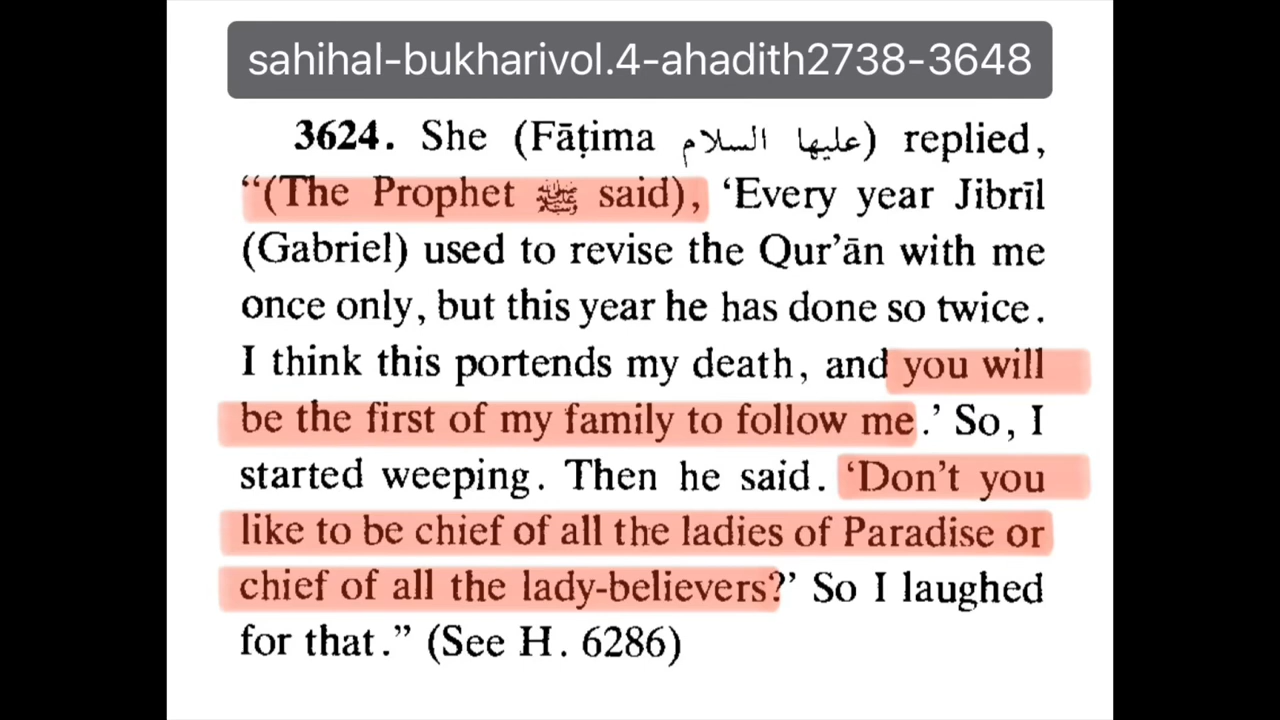 sahihal-bukharivol.4-ahadith2738-3648
3624. She (Fāṭima عليها السلام) replied,
“(The Prophet ﷺ said), ‘Every year Jibrīl
(Gabriel) used to revise the Qur’ān with me
once only, but this year he has done so twice.
I think this portends my death, and you will
be the first of my family to follow me.’ So, I
started weeping. Then he said. ‘Don’t you
like to be chief of all the ladies of Paradise or
chief of all the lady-believers?’ So I laughed
for that.” (See H. 6286)